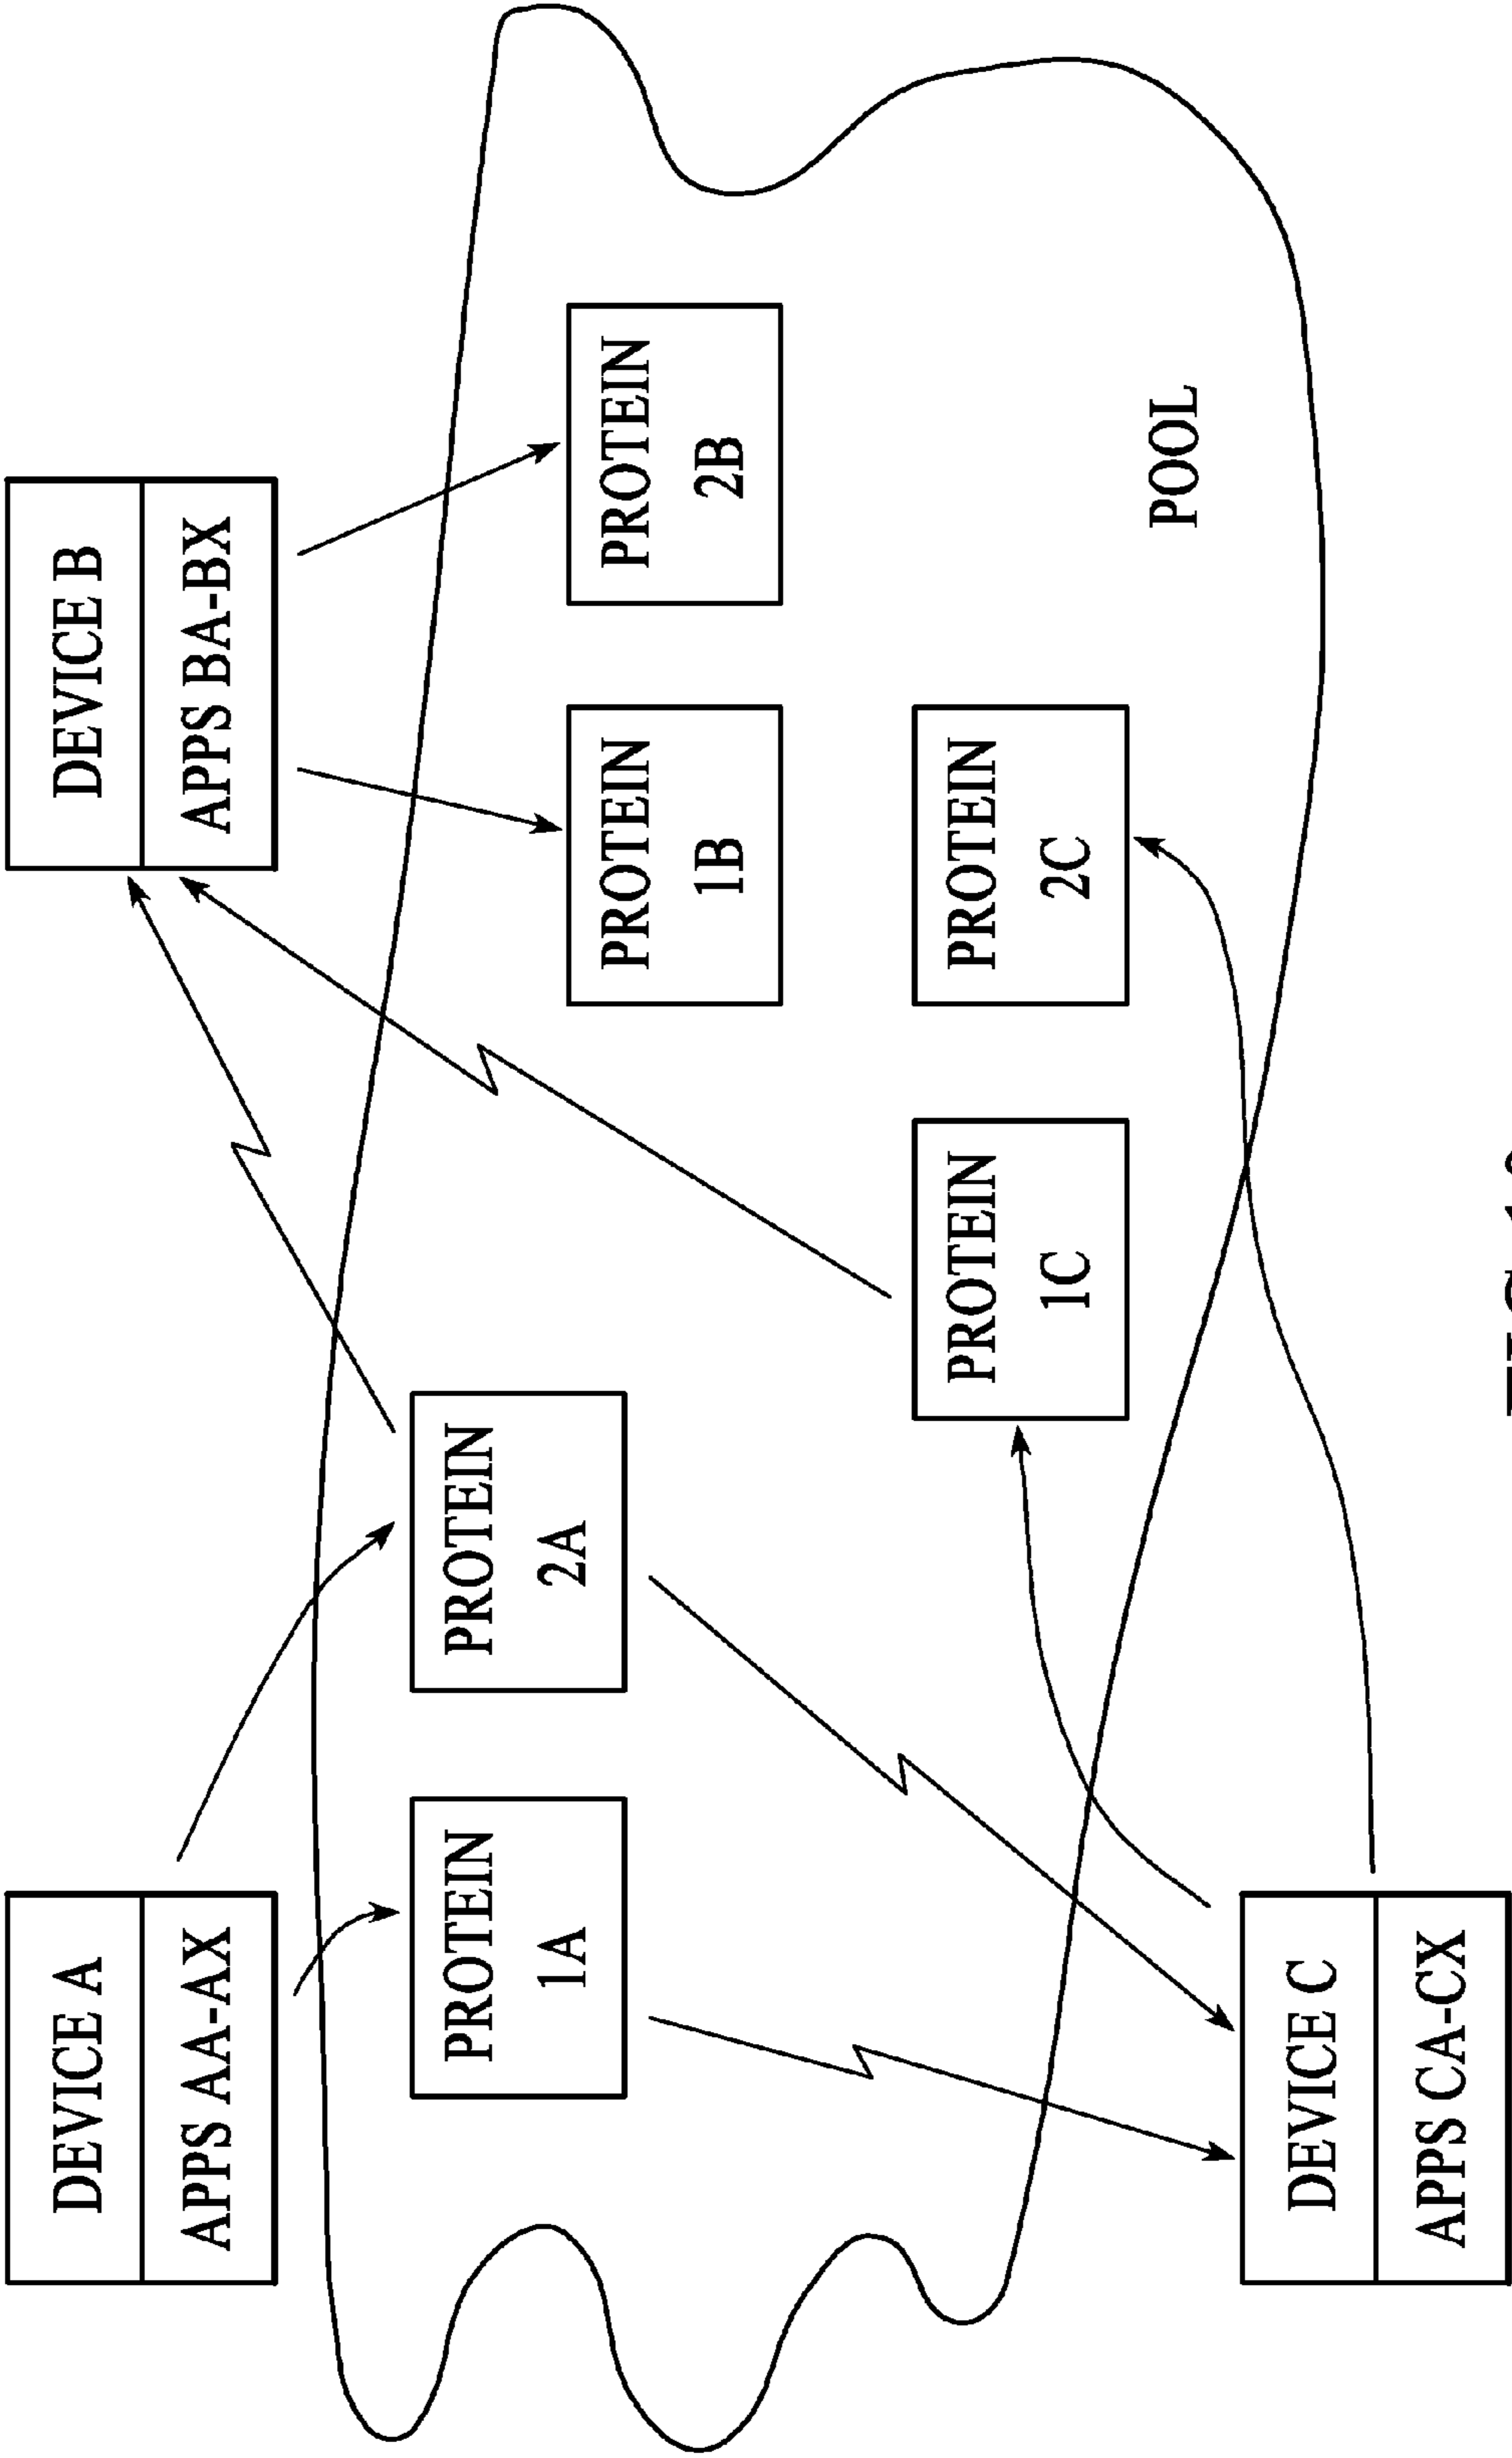 DEVICE A
APPS AA-AX
DEVICE B
APPS BA-BX
PROTEIN
1A
PROTEIN
2A
PROTEIN
1B
PROTEIN
2B
PROTEIN
1C
PROTEIN
2C
POOL
DEVICE C
APPS CA-CX